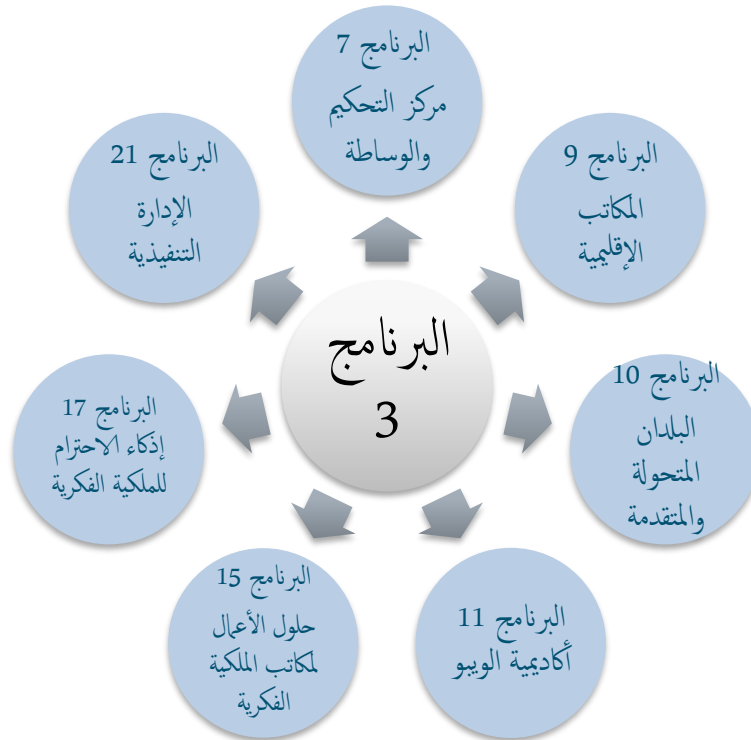 البرنامج 7
مركز التحكيم
والوساطة
البرنامج 9
المكاتب
الإقليمية
البرنامج 10
البلدان
المتحولة
والمتقدمة
البرنامج 11
أكاديمية الويبو
البرنامج 15
حلول الأعمال
لمكاتب الملكية
الفكرية
البرنامج 17
إذكاء الاحترام
للملكية الفكرية
البرنامج 21
الإدارة
التنفيذية
البرنامج
3